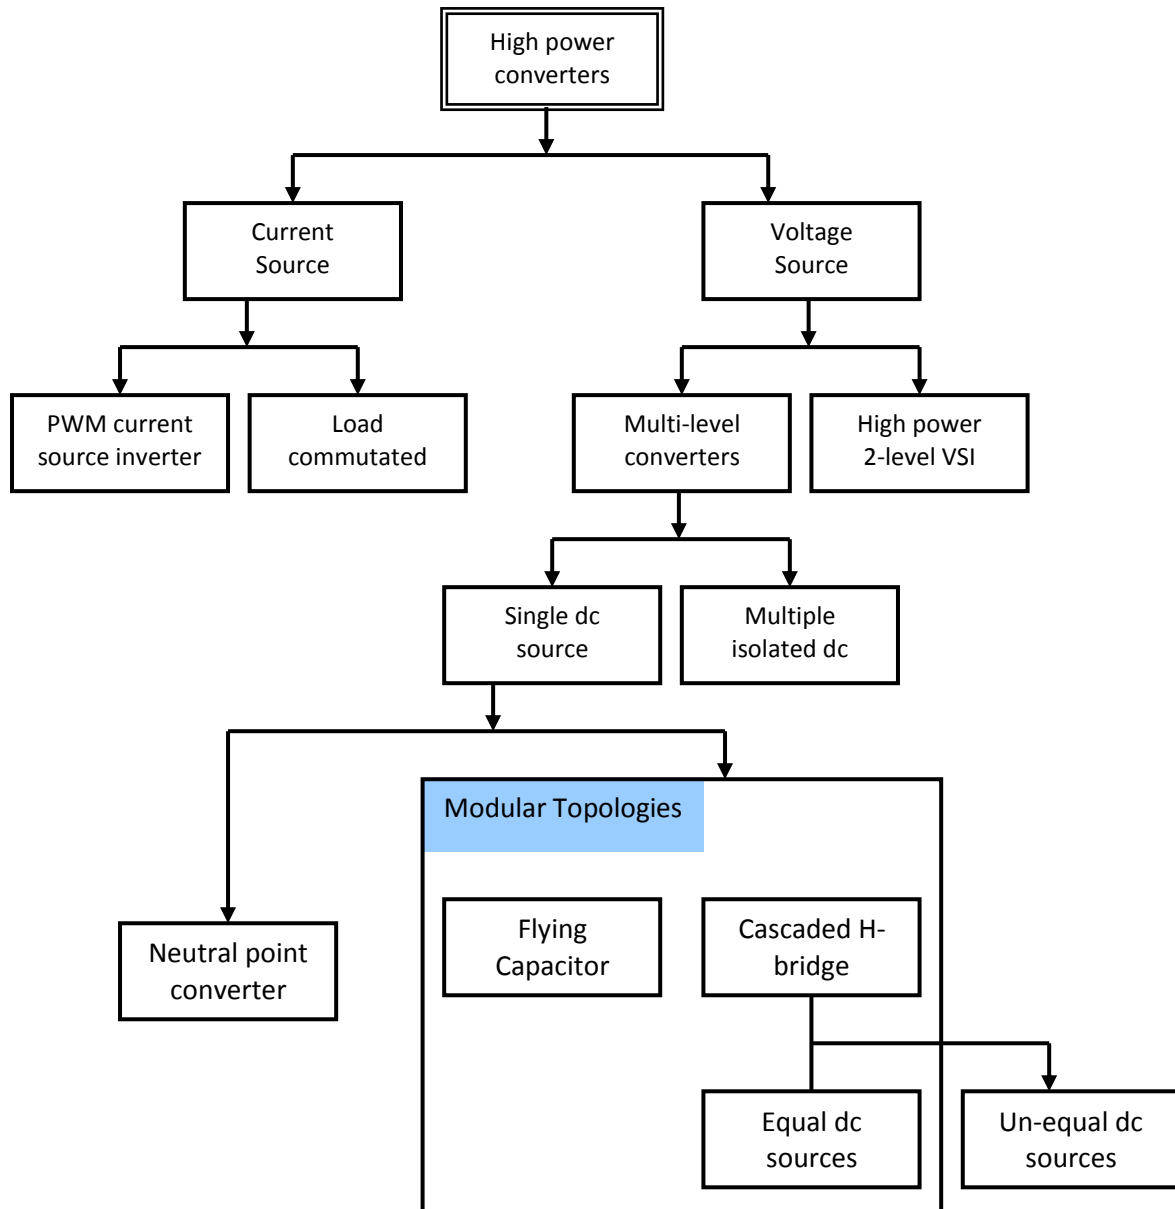 High power
converters
Current
Source
Voltage
Source
PWM current
source inverter
Load
commutated
Multi-level
converters
High power
2-level VSI
Single dc
source
Multiple
isolated dc
Modular Topologies
Flying
Capacitor
Cascaded H-
bridge
Neutral point
converter
Equal dc
sources
Un-equal dc
sources